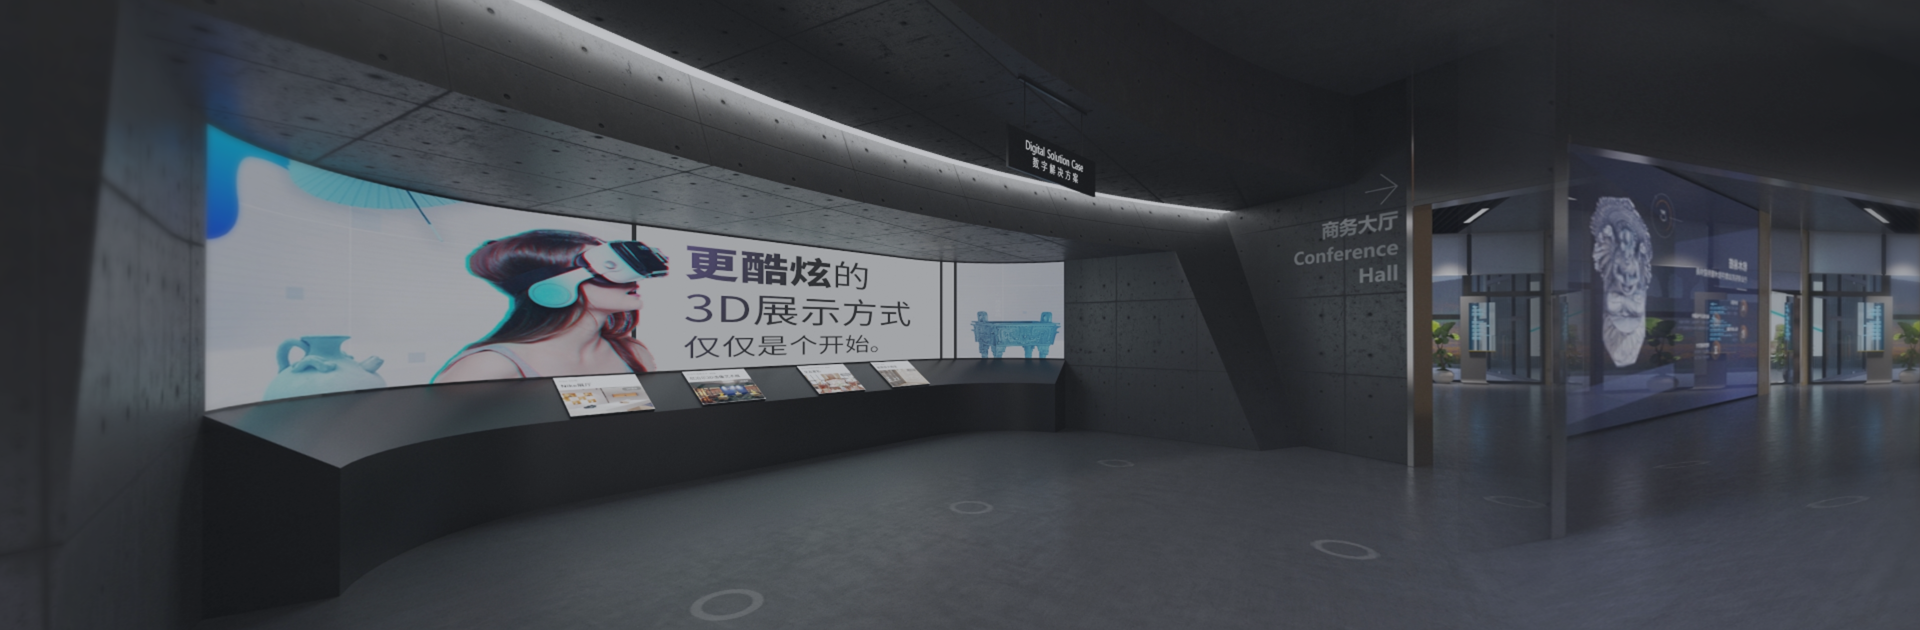 更酷炫的
3D展示方式
仅仅是个开始。
Digital Solution Case
数字解决方案
商务大厅
Conference
Hall